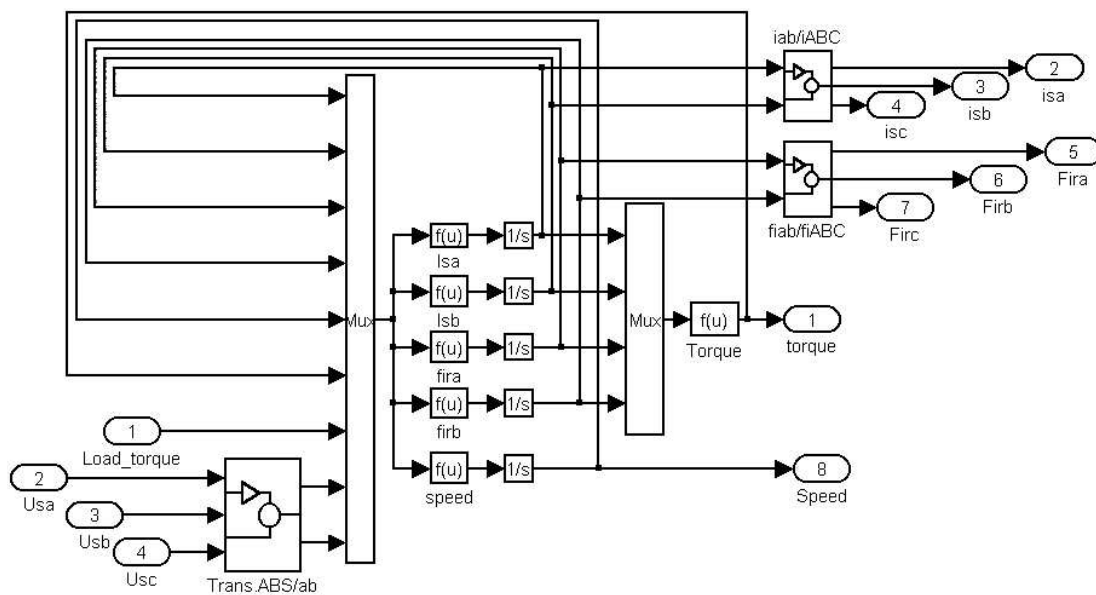 iab/iABC
2
isa
3
isb
4
isc
5
Fira
6
Firb
7
Firc
fiab/fiABC
f(u)
1/s
Isa
f(u)
1/s
Isb
Mux
f(u)
1/s
fira
f(u)
1/s
firb
Mux
f(u)
Torque
1
torque
1
Load_torque
f(u)
1/s
speed
8
Speed
2
Usa
3
Usb
4
Usc
Trans.ABS/ab